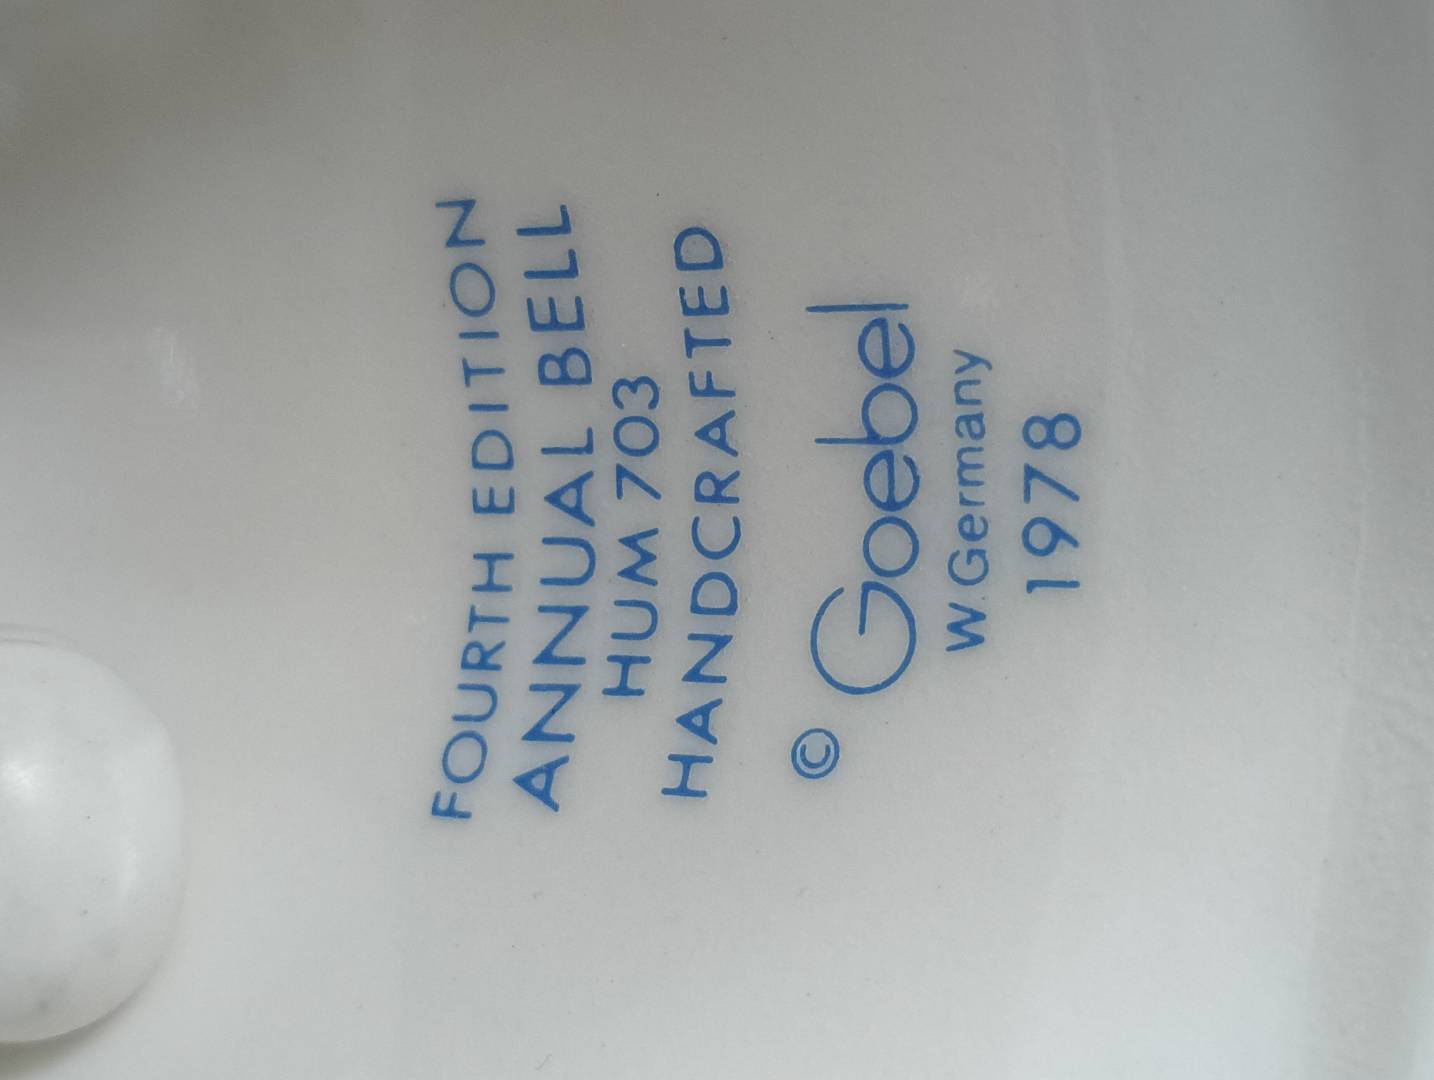 FOURTH EDITION
ANNUAL BELL
HUM 703
HANDCRAFTED
© Goebel
W.Germany
1978